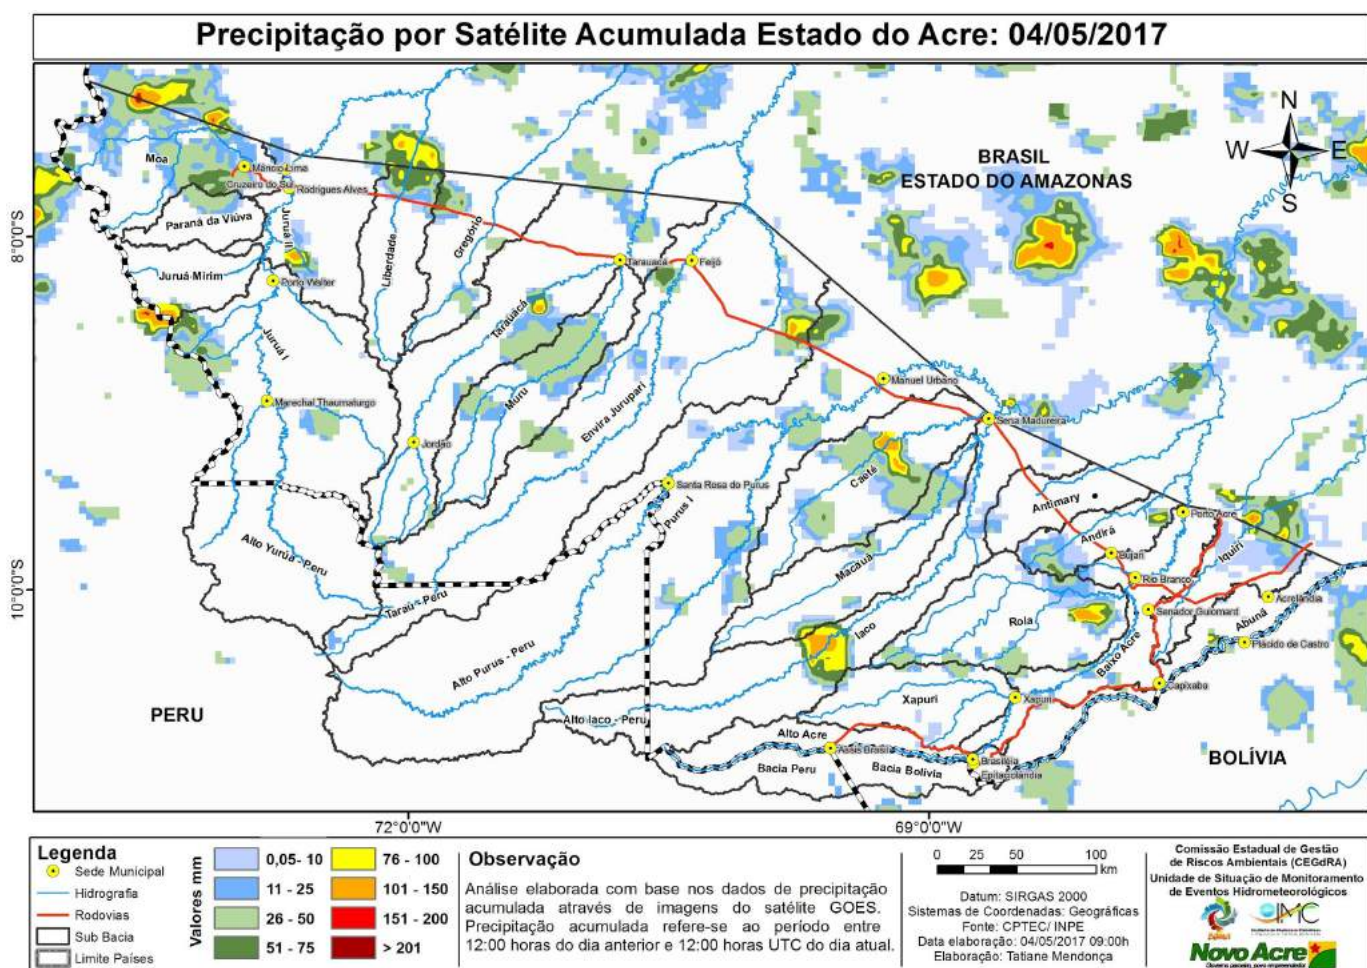 Precipitação por Satélite Acumulada Estado do Acre: 04/05/2017
N
W
E
S
BRASIL
ESTADO DO AMAZONAS
PERU
BOLÍVIA
8°0'0"S
10°0'0"S
72°0'0"W
69°0'0"W
Moa
Mâncio Lima
Cruzeiro do Sul
Rodrigues Alves
Paraná da Viúva
Juruá II
Juruá-Mirim
Porto Walter
Liberdade
Gregório
Tarauacá
Feijó
Tarauacá
Juruá I
Marechal Thaumaturgo
Muru
Envira Jurupari
Jordão
Manuel Urbano
Sena Madureira
Caeté
Santa Rosa do Purus
Purus I
Antimary
Porto Acre
Andirá
Bujari
Iquiri
Rio Branco
Macauã
Alto Yurúa - Peru
Taraú - Peru
Senador Guiomard
Acrelândia
Abunã
Rola
Iaco
Plácido de Castro
Baixo Acre
Alto Purus - Peru
Capixaba
Xapuri
Xapuri
Alto Iaco - Peru
Alto Acre
Assis Brasil
Bacia Peru
Bacia Bolívia
Brasiléia
Epitaciolândia
Legenda
Sede Municipal
Hidrografia
Rodovias
Sub Bacia
Limite Países
Valores mm
0,05- 10
11 - 25
26 - 50
51 - 75
76 - 100
101 - 150
151 - 200
> 201
Observação
Análise elaborada com base nos dados de precipitação
acumulada através de imagens do satélite GOES.
Precipitação acumulada refere-se ao período entre
12:00 horas do dia anterior e 12:00 horas UTC do dia atual.
0 25 50 100
km
Datum: SIRGAS 2000
Sistemas de Coordenadas: Geográficas
Fonte: CPTEC/ INPE
Data elaboração: 04/05/2017 09:00h
Elaboração: Tatiane Mendonça
Comissão Estadual de Gestão
de Riscos Ambientais (CEGdRA)
Unidade de Situação de Monitoramento
de Eventos Hidrometeorológicos
IMC
Novo Acre